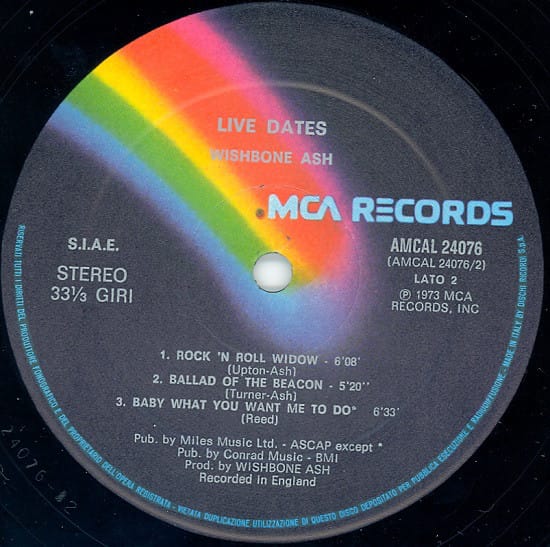 LIVE DATES
WISHBONE ASH
MCA RECORDS
S.I.A.E.
STEREO
33⅓ GIRI
AMCAL 24076
(AMCAL 24076/2)
LATO 2
℗ 1973 MCA
RECORDS, INC
1. ROCK 'N ROLL WIDOW - 6'08'
(Upton-Ash)
2. BALLAD OF THE BEACON - 5'20''
(Turner-Ash)
3. BABY WHAT YOU WANT ME TO DO* 6'33'
(Reed)
Pub. by Miles Music Ltd. - ASCAP except *
Pub. by Conrad Music - BMI
Prod. by WISHBONE ASH
Recorded in England
RISERVATI TUTTI I DIRITTI DEL PRODUTTORE FONOGRAFICO E DEL PROPRIETARIO DELL'OPERA REGISTRATA - VIETATA DUPLICAZIONE UTILIZZAZIONE DI QUESTO DISCO DEPOSITATO PER PUBBLICA ESECUZIONE E RADIODIFFUSIONE - MADE IN ITALY BY DISCHI RICORDI S.p.A.
24076